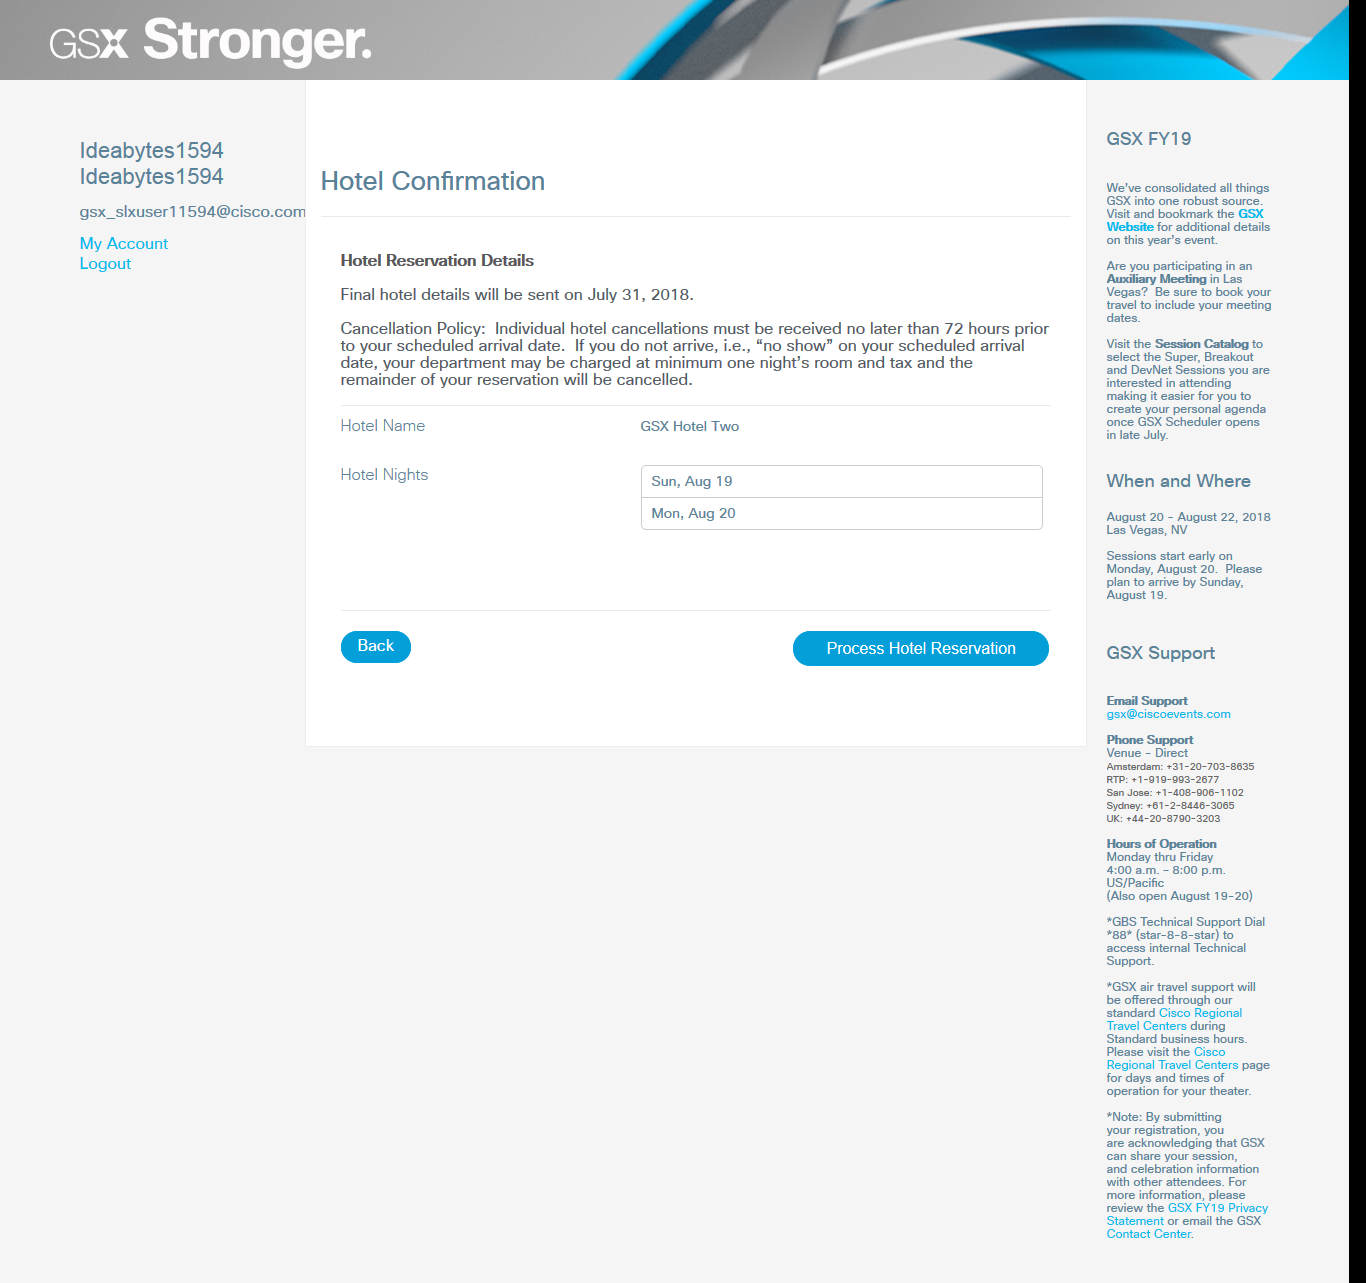 GSX Stronger.
Ideabytes1594
Ideabytes1594
gsx_slxuser11594@cisco.com
My Account
Logout
Hotel Confirmation
Hotel Reservation Details
Final hotel details will be sent on July 31, 2018.
Cancellation Policy:  Individual hotel cancellations must be received no later than 72 hours prior
to your scheduled arrival date.  If you do not arrive, i.e., “no show” on your scheduled arrival
date, your department may be charged at minimum one night’s room and tax and the
remainder of your reservation will be cancelled.
Hotel Name
GSX Hotel Two
Hotel Nights
Sun, Aug 19
Mon, Aug 20
Back
Process Hotel Reservation
GSX FY19
We’ve consolidated all things
GSX into one robust source.
Visit and bookmark the GSX
Website for additional details
on this year’s event.
Are you participating in an
Auxiliary Meeting in Las
Vegas?  Be sure to book your
travel to include your meeting
dates.
Visit the Session Catalog to
select the Super, Breakout
and DevNet Sessions you are
interested in attending
making it easier for you to
create your personal agenda
once GSX Scheduler opens
in late July.
When and Where
August 20 - August 22, 2018
Las Vegas, NV
Sessions start early on
Monday, August 20.  Please
plan to arrive by Sunday,
August 19.
GSX Support
Email Support
gsx@ciscoevents.com
Phone Support
Venue - Direct
Amsterdam: +31-20-703-8635
RTP: +1-919-993-2677
San Jose: +1-408-906-1102
Sydney: +61-2-8446-3065
UK: +44-20-8790-3203
Hours of Operation
Monday thru Friday
4:00 a.m. - 8:00 p.m.
US/Pacific
(Also open August 19-20)
*GBS Technical Support Dial
*88* (star-8-8-star) to
access internal Technical
Support.
*GSX air travel support will
be offered through our
standard Cisco Regional
Travel Centers during
Standard business hours.
Please visit the Cisco
Regional Travel Centers page
for days and times of
operation for your theater.
*Note: By submitting
your registration, you
are acknowledging that GSX
can share your session,
and celebration information
with other attendees. For
more information, please
review the GSX FY19 Privacy
Statement or email the GSX
Contact Center.